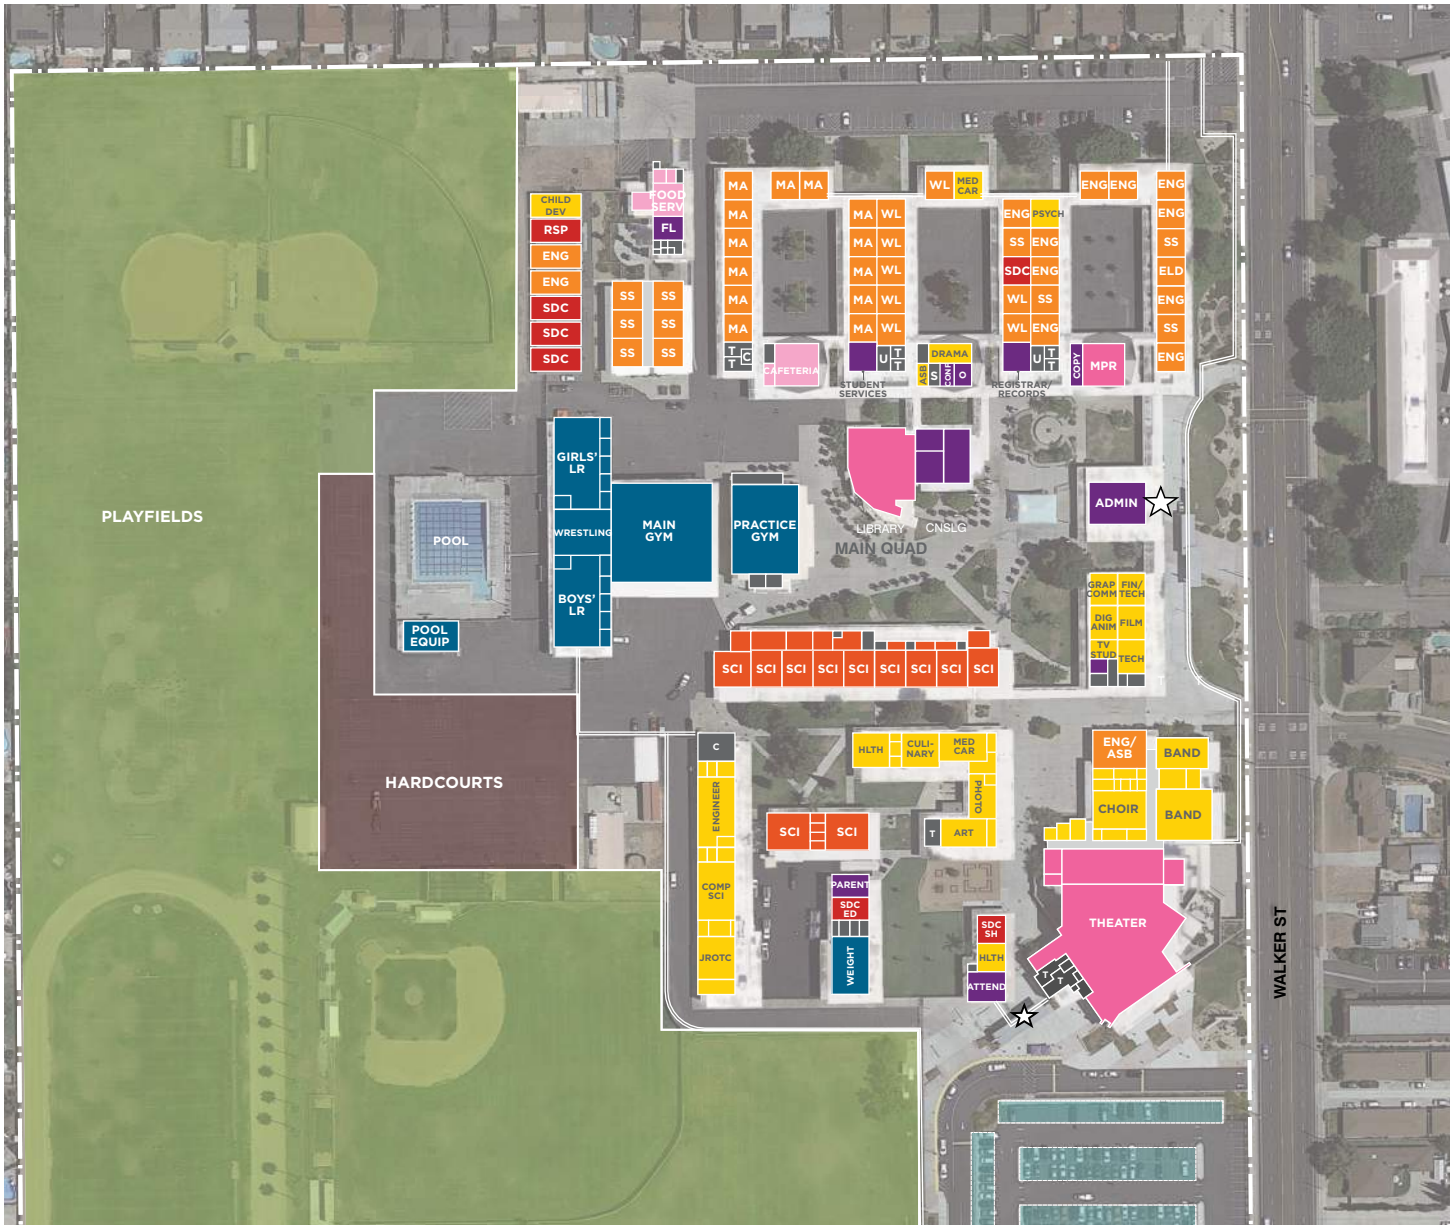 CHILD
DEV
RSP
ENG
ENG
SDC
SDC
SDC
FOOD
SERV
FL
SS SS
SS SS
SS SS
MA
MA
MA
MA
MA
MA
T
T C
MA MA
CAFETERIA
MA WL
MA WL
MA WL
MA WL
MA WL
U T
T
STUDENT
SERVICES
WL MED
CAR
DRAMA
ASB S CONF O
ENG PSYCH
SS ENG
SDC ENG
WL SS
WL ENG
U T
T
REGISTRAR/
RECORDS
ENG ENG
COPY MPR
ENG
ENG
SS
ELD
ENG
SS
ENG
PLAYFIELDS
POOL
POOL
EQUIP
GIRLS'
LR
WRESTLING
BOYS'
LR
MAIN
GYM
PRACTICE
GYM
LIBRARY
CNSLG
MAIN QUAD
ADMIN
GRAP
COMM
FIN/
TECH
DIG
ANIM
FILM
TV
STUD
TECH
SCI SCI SCI SCI SCI SCI SCI SCI SCI
HARDCOURTS
C
ENGINEER
COMP
SCI
JROTC
HLTH
CULI-
NARY
MED
CAR
PHOTO
T ART
SCI SCI
PARENT
SDC
ED
WEIGHT
ENG/
ASB
BAND
CHOIR
BAND
THEATER
T
T
SDC
SH
HLTH
ATTEND
WALKER ST